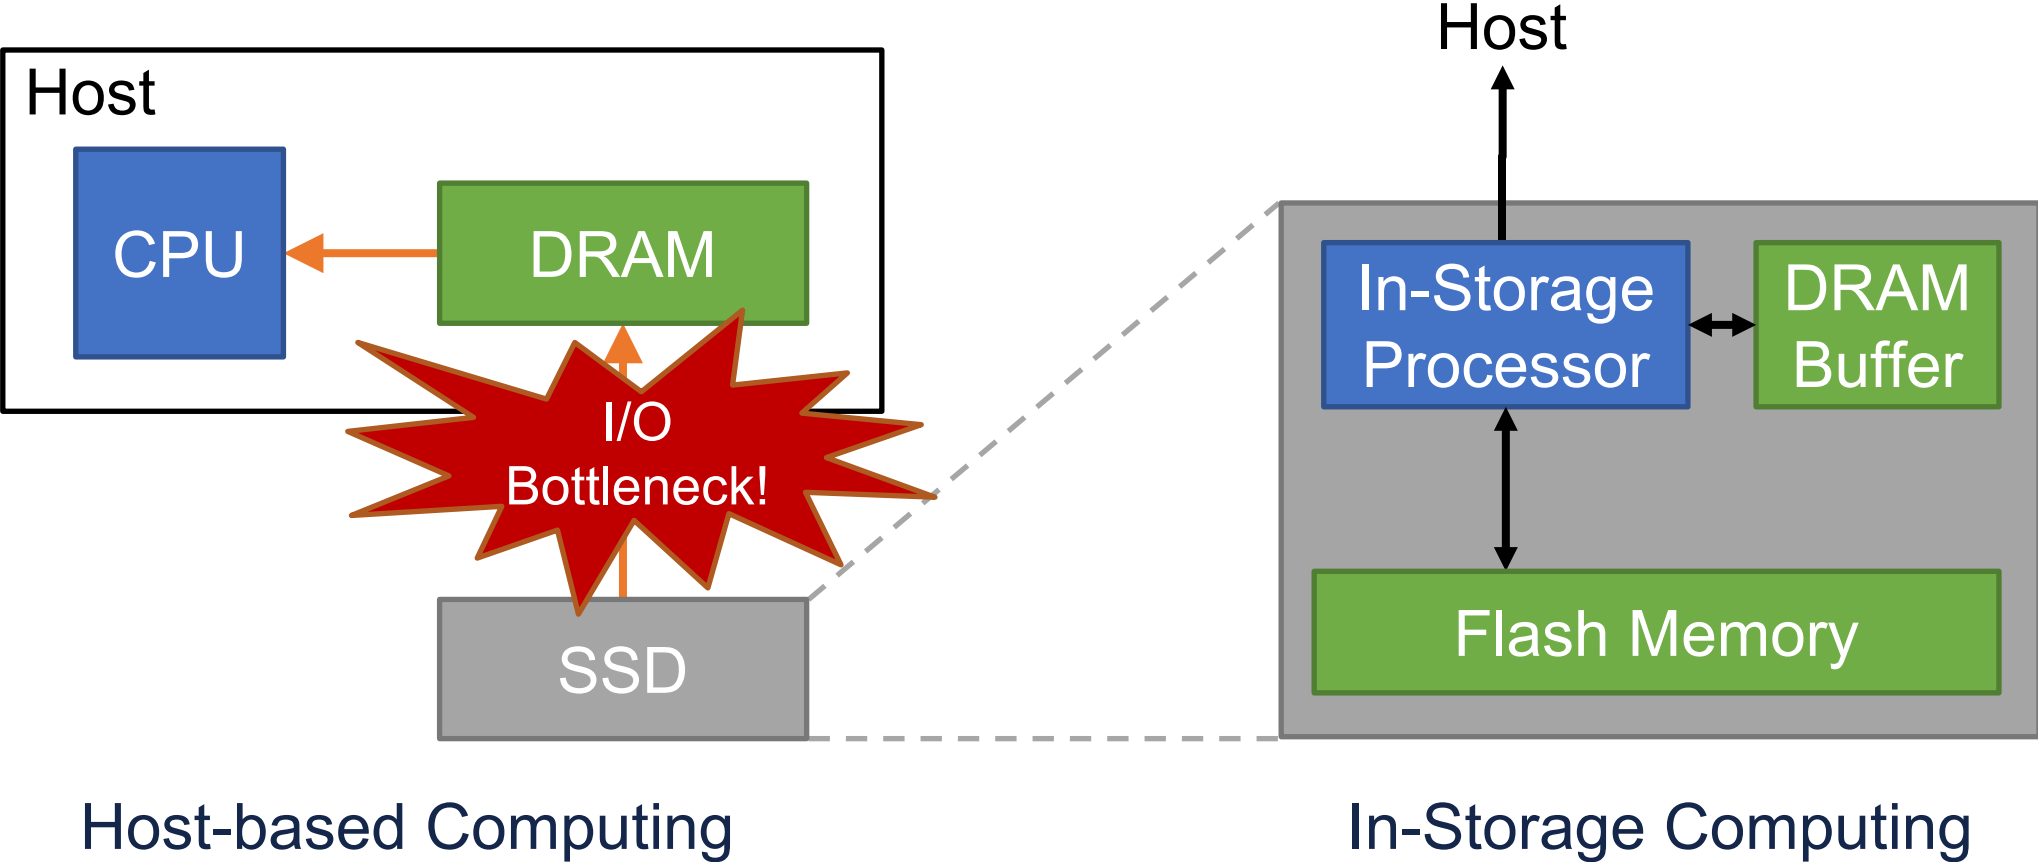 Host
CPU
DRAM
I/O
Bottleneck!
SSD
Host-based Computing
Host
In-Storage
Processor
DRAM
Buffer
Flash Memory
In-Storage Computing